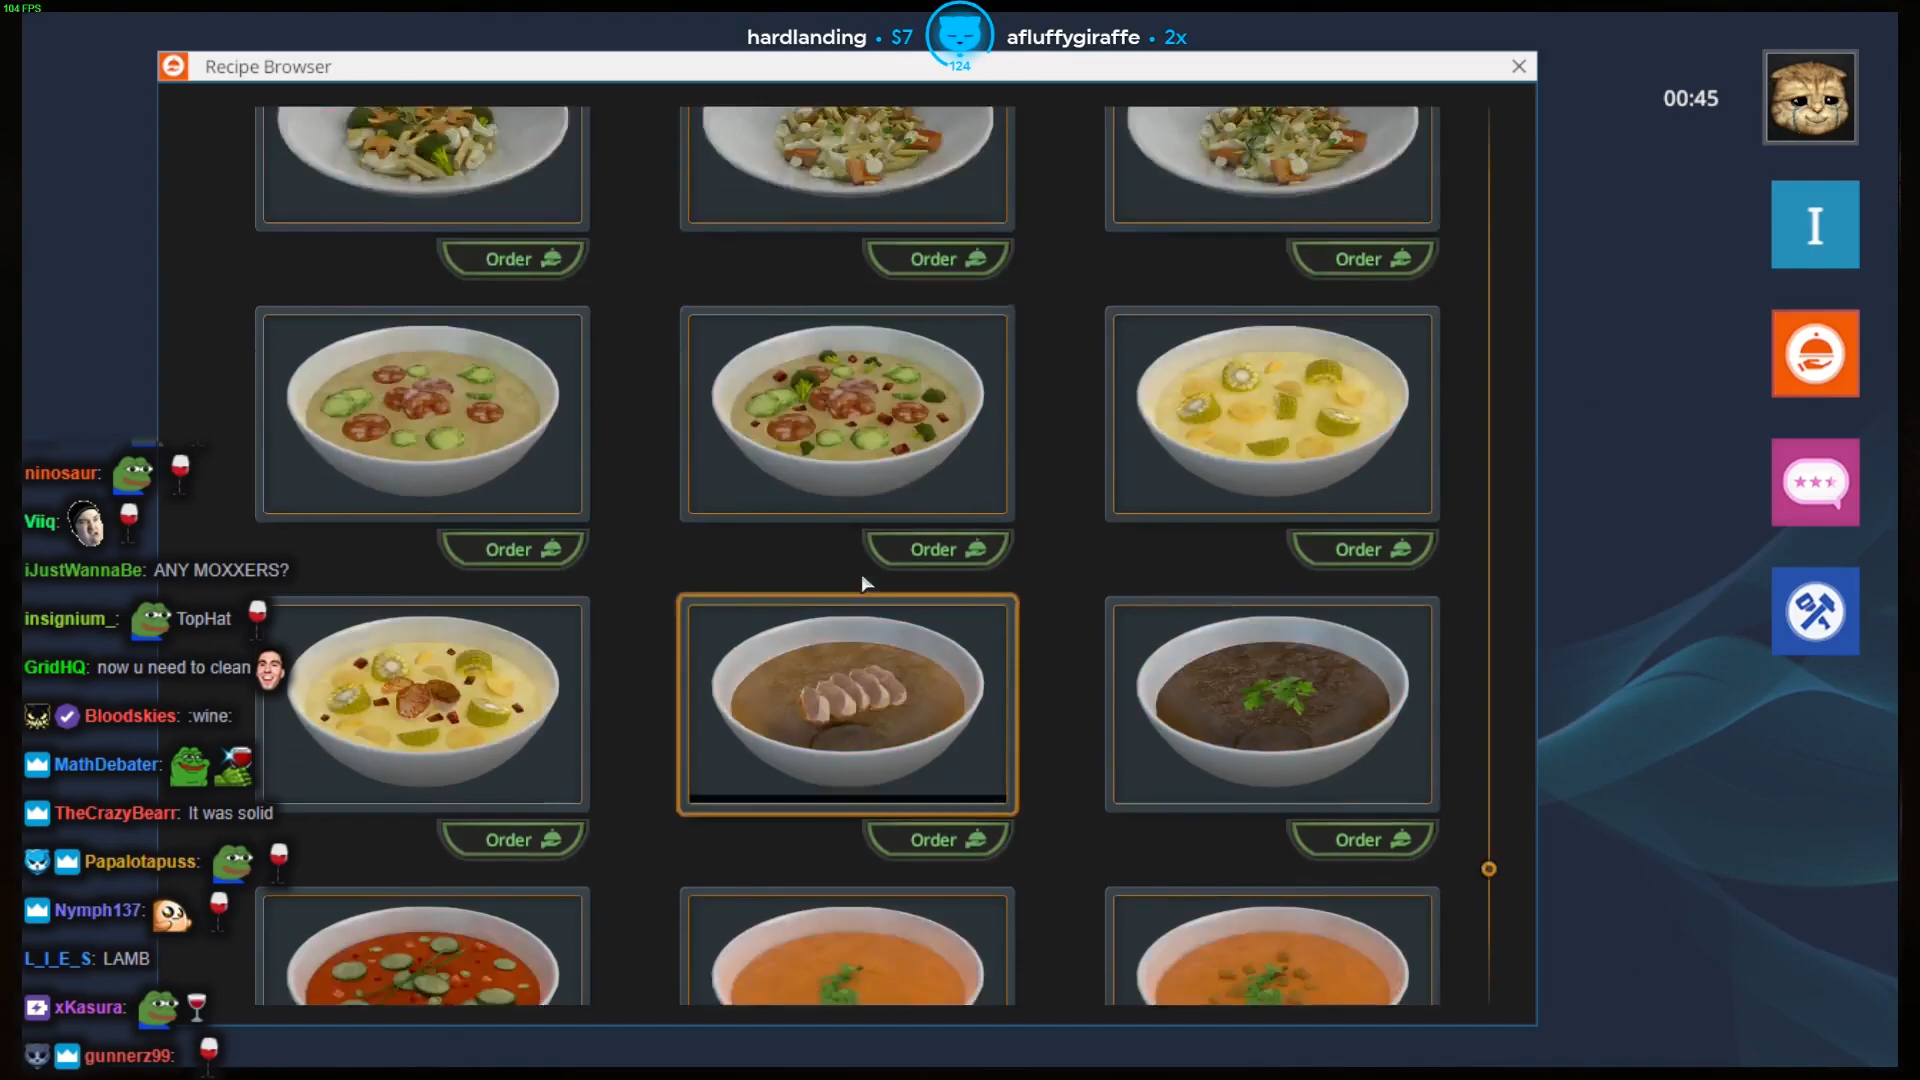 104 FPS
hardlanding • $7
124
afluffygiraffe • 2x
Recipe Browser
00:45
Order
Order
Order
I
Order
Order
Order
Order
Order
Order
ninosaur:
Viiq:
iJustWannaBe: ANY MOXXERS?
insignium_: TopHat
GridHQ: now u need to clean
Bloodskies: :wine:
MathDebater:
TheCrazyBearr: It was solid
Papalotapuss:
Nymph137:
L_I_E_S: LAMB
xKasura:
gunnerz99: